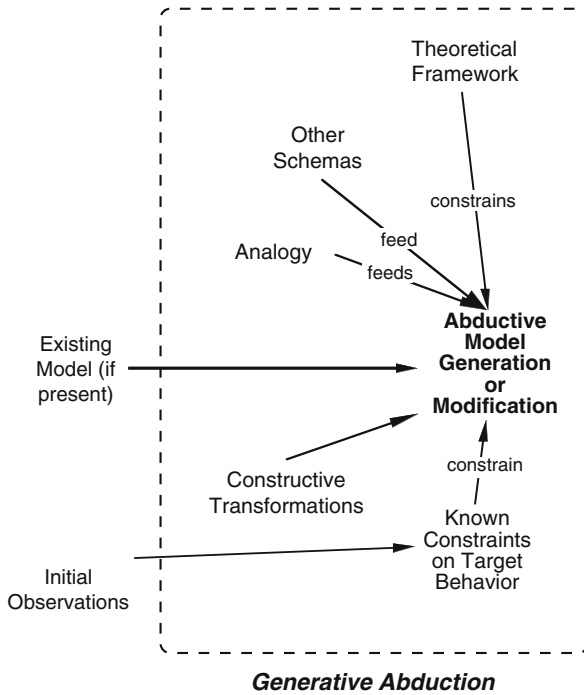 Theoretical
Framework
Other
Schemas
constrains
feed
Analogy
feeds
Abductive
Model
Generation
or
Modification
Existing
Model (if
present)
constrain
Constructive
Transformations
Known
Constraints
on Target
Behavior
Initial
Observations
Generative Abduction